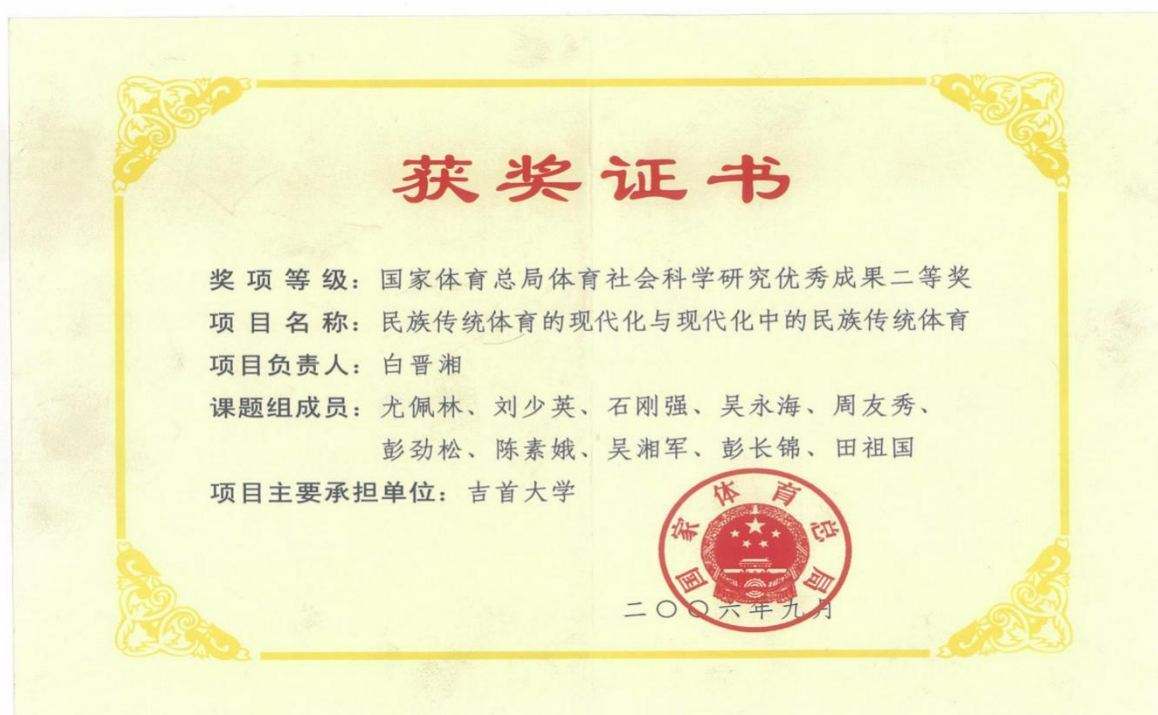 获奖证书
奖项等级：国家体育总局体育社会科学研究优秀成果二等奖
项目名称：民族传统体育的现代化与现代化中的民族传统体育
项目负责人：白晋湘
课题组成员：尤佩林、刘少英、石刚强、吴永海、周友秀、
彭劲松、陈素娥、吴湘军、彭长锦、田祖国
项目主要承担单位：吉首大学
国家体育总局
二〇〇六年九月